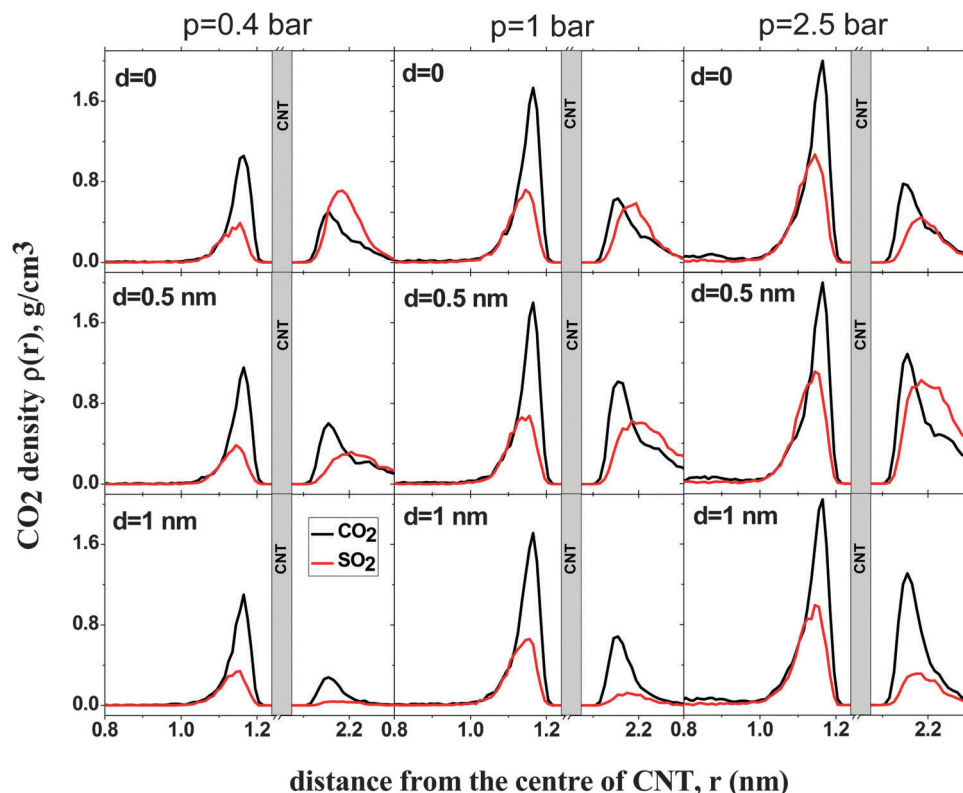 p=0.4 bar p=1 bar p=2.5 bar
CO2 density ρ(r), g/cm3
1.6
0.8
0.0
d=0
CNT
d=0
CNT
d=0
CNT
1.6
0.8
0.0
d=0.5 nm
CNT
d=0.5 nm
CNT
d=0.5 nm
CNT
1.6
0.8
0.0
d=1 nm
CNT
CO2
SO2
d=1 nm
CNT
d=1 nm
CNT
0.8 1.0 1.2 2.2 0.8 1.0 1.2 2.2 0.8 1.0 1.2 2.2
distance from the centre of CNT, r (nm)